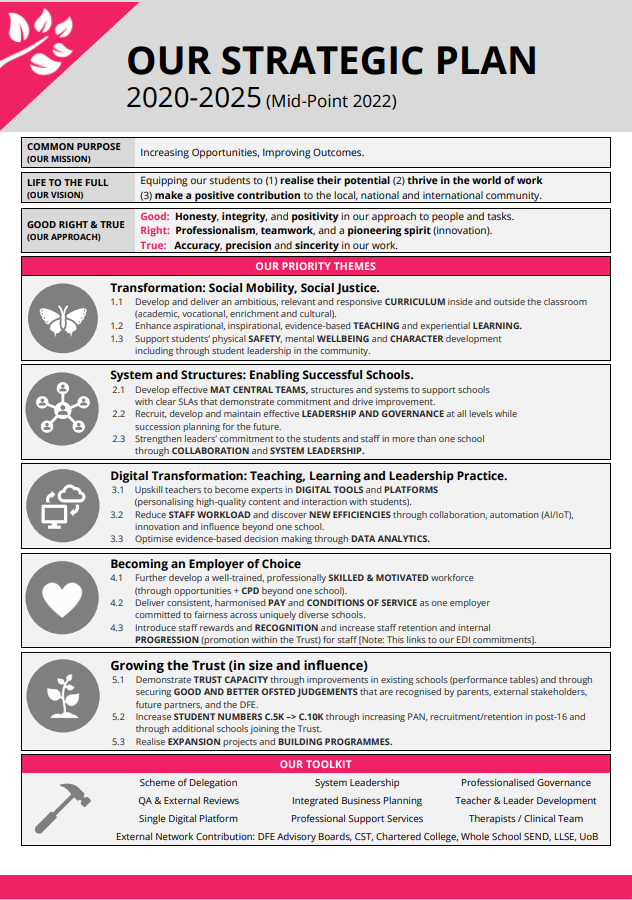 OUR STRATEGIC PLAN
2020-2025 (Mid-Point 2022)
COMMON PURPOSE
(OUR MISSION)
Increasing Opportunities, Improving Outcomes.
LIFE TO THE FULL
(OUR VISION)
Equipping our students to (1) realise their potential (2) thrive in the world of work
(3) make a positive contribution to the local, national and international community.
GOOD RIGHT & TRUE
(OUR APPROACH)
Good: Honesty, integrity, and positivity in our approach to people and tasks.
Right: Professionalism, teamwork, and a pioneering spirit (innovation).
True: Accuracy, precision and sincerity in our work.
OUR PRIORITY THEMES
Transformation: Social Mobility, Social Justice.
1.1 Develop and deliver an ambitious, relevant and responsive CURRICULUM inside and outside the classroom
(academic, vocational, enrichment and cultural).
1.2 Enhance aspirational, inspirational, evidence-based TEACHING and experiential LEARNING.
1.3 Support students' physical SAFETY, mental WELLBEING and CHARACTER development
including through student leadership in the community.
System and Structures: Enabling Successful Schools.
2.1 Develop effective MAT CENTRAL TEAMS, structures and systems to support schools
with clear SLAs that demonstrate commitment and drive improvement.
2.2 Recruit, develop and maintain effective LEADERSHIP AND GOVERNANCE at all levels while
succession planning for the future.
2.3 Strengthen leaders' commitment to the students and staff in more than one school
through COLLABORATION and SYSTEM LEADERSHIP.
Digital Transformation: Teaching, Learning and Leadership Practice.
3.1 Upskill teachers to become experts in DIGITAL TOOLS and PLATFORMS
(personalising high-quality content and interaction with students).
3.2 Reduce STAFF WORKLOAD and discover NEW EFFICIENCIES through collaboration, automation (AI/IoT),
innovation and influence beyond one school.
3.3 Optimise evidence-based decision making through DATA ANALYTICS.
Becoming an Employer of Choice
4.1 Further develop a well-trained, professionally SKILLED & MOTIVATED workforce
(through opportunities + CPD beyond one school).
4.2 Deliver consistent, harmonised PAY and CONDITIONS OF SERVICE as one employer
committed to fairness across uniquely diverse schools.
4.3 Introduce staff rewards and RECOGNITION and increase staff retention and internal
PROGRESSION (promotion within the Trust) for staff [Note: This links to our EDI commitments].
Growing the Trust (in size and influence)
5.1 Demonstrate TRUST CAPACITY through improvements in existing schools (performance tables) and through
securing GOOD AND BETTER OFSTED JUDGEMENTS that are recognised by parents, external stakeholders,
future partners, and the DFE.
5.2 Increase STUDENT NUMBERS C.5K –> C.10K through increasing PAN, recruitment/retention in post-16 and
through additional schools joining the Trust.
5.3 Realise EXPANSION projects and BUILDING PROGRAMMES.
OUR TOOLKIT
Scheme of Delegation System Leadership Professionalised Governance
QA & External Reviews Integrated Business Planning Teacher & Leader Development
Single Digital Platform Professional Support Services Therapists / Clinical Team
External Network Contribution: DFE Advisory Boards, CST, Chartered College, Whole School SEND, LLSE, UoB